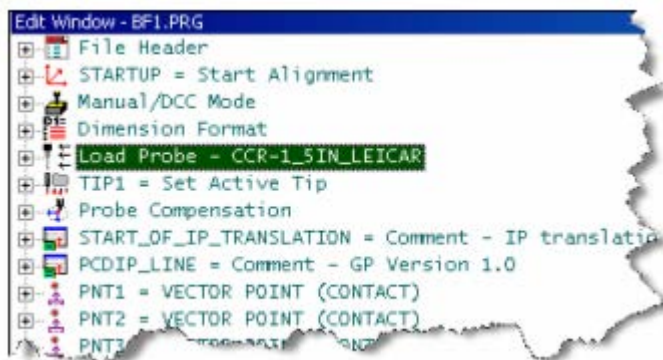 Edit Window - BF1.PRG
File Header
STARTUP = Start Alignment
Manual/DCC Mode
Dimension Format
Load Probe - CCR-1_5IN_LEICAR
TIP1 = Set Active Tip
Probe Compensation
START_OF_IP_TRANSLATION = Comment - IP
PCDIP_LINE = Comment - GP Version 1.0
PNT1 = VECTOR POINT (CONTACT)
PNT2 = VECTOR POINT (CONTACT)